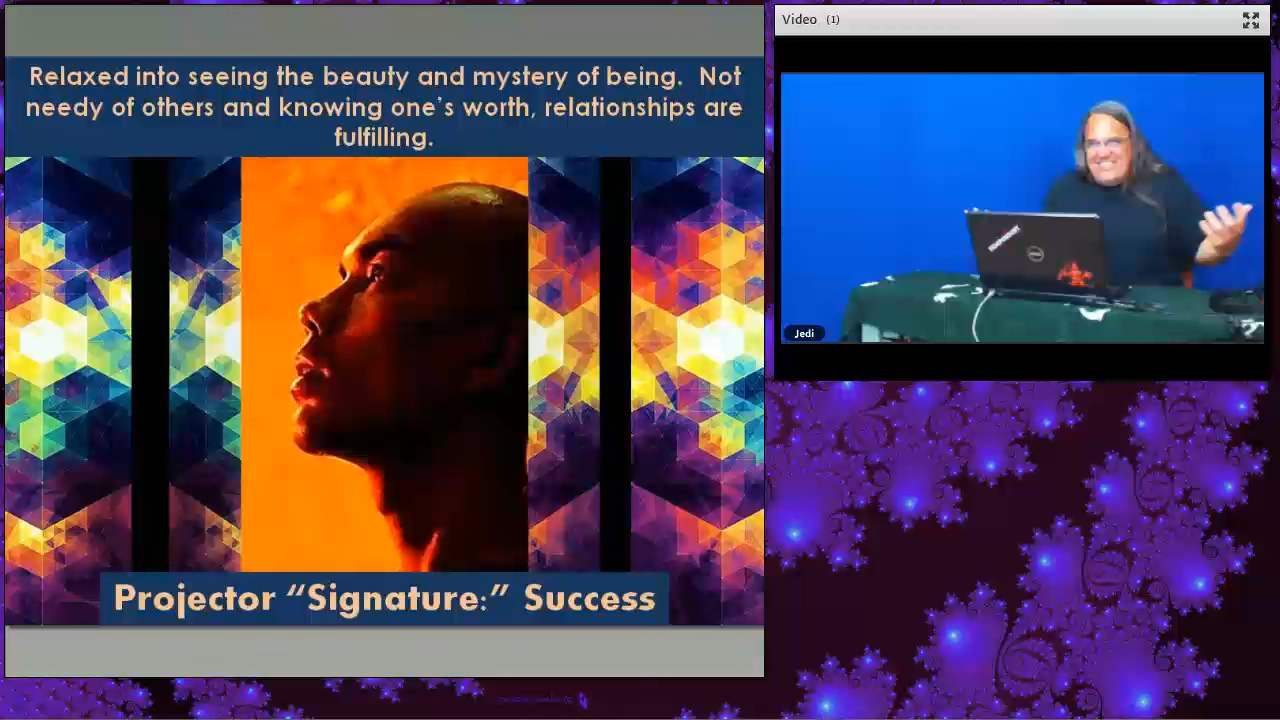 Relaxed into seeing the beauty and mystery of being. Not
needy of others and knowing one's worth, relationships are
fulfilling.
Projector “Signature:” Success
Video (1)
DELL
Jedi